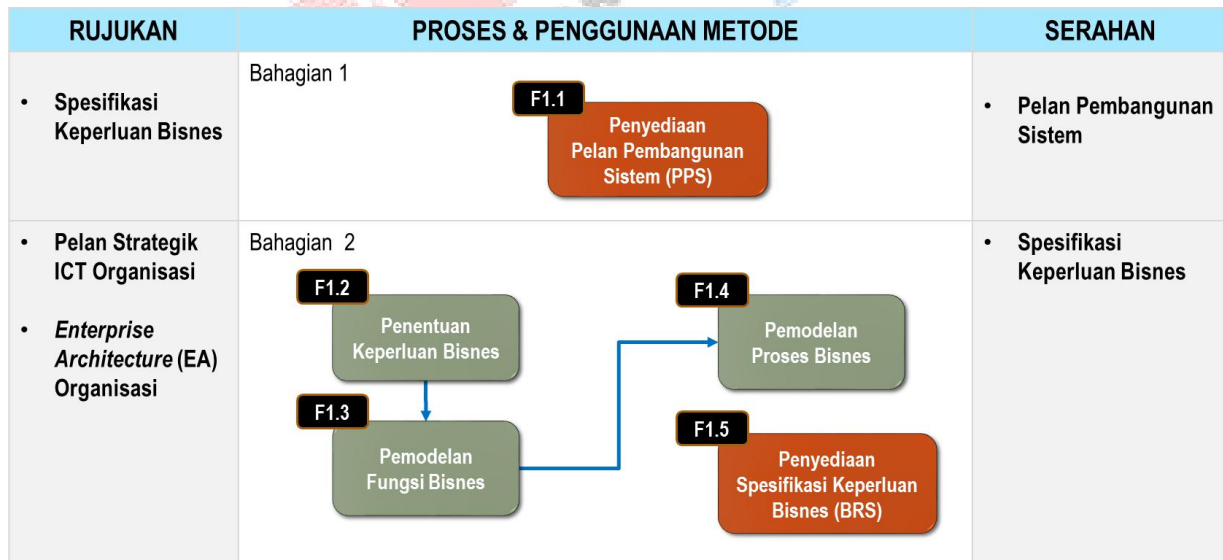 RUJUKAN
PROSES & PENGGUNAAN METODE
SERAHAN
• Spesifikasi
Keperluan Bisnes
Bahagian 1
F1.1
Penyediaan
Pelan Pembangunan
Sistem (PPS)
• Pelan Pembangunan
Sistem
• Pelan Strategik
ICT Organisasi
• Enterprise
Architecture (EA)
Organisasi
Bahagian 2
F1.2
Penentuan
Keperluan Bisnes
F1.3
Pemodelan
Fungsi Bisnes
F1.4
Pemodelan
Proses Bisnes
F1.5
Penyediaan
Spesifikasi Keperluan
Bisnes (BRS)
• Spesifikasi
Keperluan Bisnes